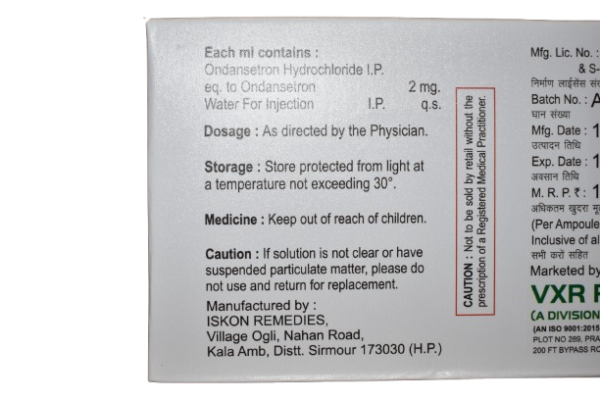 Each ml contains :
Ondansetron Hydrochloride I.P.
eq. to Ondansetron 2 mg.
Water For Injection I.P. q.s.
Dosage : As directed by the Physician.
Storage : Store protected from light at
a temperature not exceeding 30°.
Medicine : Keep out of reach of children.
Caution : If solution is not clear or have
suspended particulate matter, please do
not use and return for replacement.
Manufactured by :
ISKON REMEDIES,
Village Ogli, Nahan Road,
Kala Amb, Distt. Sirmour 173030 (H.P.)
CAUTION : Not to be sold by retail without the
prescription of a Registered Medical Practitioner.
Mfg. Lic. No. :
& S-
निर्माण लाईसेंस
Batch No. : A
घान संख्या
Mfg. Date : 1
उत्पादन तिथि
Exp. Date : 1
अवसान तिथि
M. R. P. ₹ : 1
अधिकतम खुदरा
(Per Ampoule
Inclusive of al
सभी करों सहित
Marketed by
VXR
(A DIVISION
(AN ISO 9001:2015
PLOT NO 289, PRA
200 FT BYPASS RO